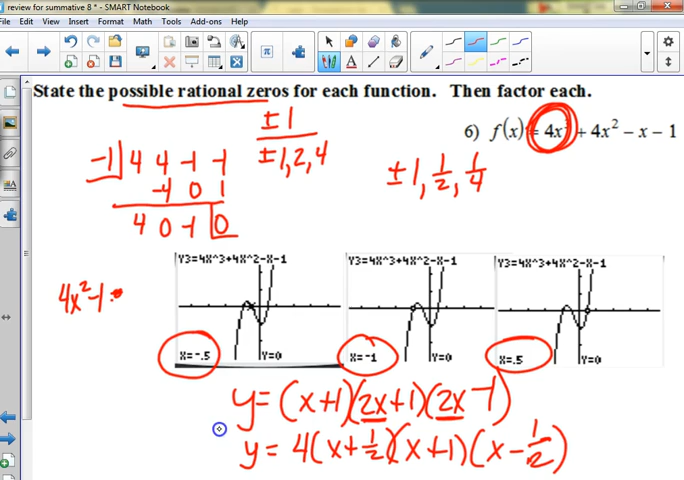 review for summative 8 * - SMART Notebook
Edit View Insert Format Math Tools Add-ons Help
State the possible rational zeros for each function. Then factor each.
±1
±1, 2, 4
6) f(x) = 4x³ + 4x² − x − 1
±1, 1/2, 1/4
-1 | 4 4 -1 -1
-4 0 1
4 0 -1 | 0
Y3=4X^3+4X^2-X-1
X=-.5 Y=0
Y3=4X^3+4X^2-X-1
X=-1 Y=0
Y3=4X^3+4X^2-X-1
X=.5 Y=0
4x²-1
y = (x+1)(2x+1)(2x-1)
y = 4(x+1/2)(x+1)(x-1/2)